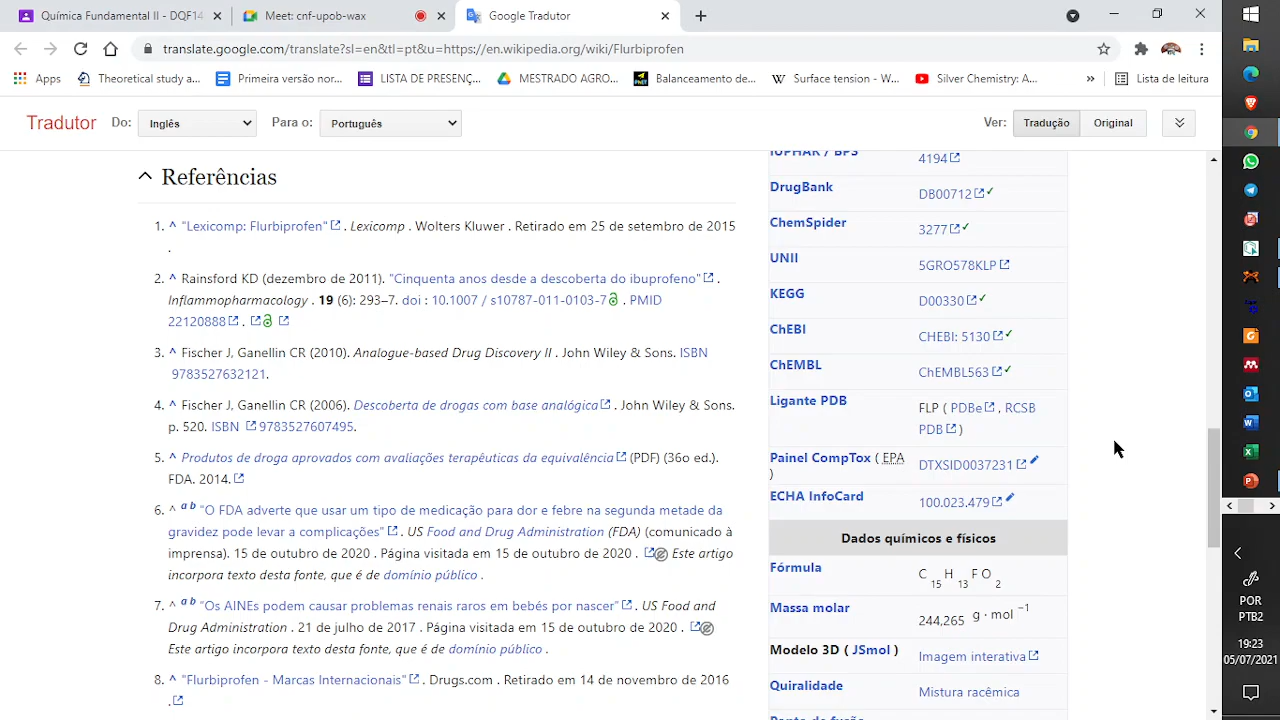 Química Fundamental II - DQF14
Meet: cnf-upob-wax
Google Tradutor
translate.google.com/translate?sl=en&tl=pt&u=https://en.wikipedia.org/wiki/Flurbiprofen
Apps
Theoretical study a...
Primeira versão nor...
LISTA DE PRESENÇ...
MESTRADO AGRO...
Balanceamento de...
Surface tension - W...
Silver Chemistry: A...
»
Lista de leitura
Tradutor
Do:
Inglês
Para o:
Português
Ver:
Tradução
Original
Referências
1. ^ "Lexicomp: Flurbiprofen" . Lexicomp . Wolters Kluwer . Retirado em 25 de setembro de 2015
.
2. ^ Rainsford KD (dezembro de 2011). "Cinquenta anos desde a descoberta do ibuprofeno" .
Inflammopharmacology . 19 (6): 293–7. doi : 10.1007 / s10787-011-0103-7 . PMID
22120888 .
3. ^ Fischer J, Ganellin CR (2010). Analogue-based Drug Discovery II . John Wiley & Sons. ISBN
9783527632121.
4. ^ Fischer J, Ganellin CR (2006). Descoberta de drogas com base analógica . John Wiley & Sons.
p. 520. ISBN 9783527607495.
5. ^ Produtos de droga aprovados com avaliações terapêuticas da equivalência (PDF) (36o ed.).
FDA. 2014.
6. ^ a b "O FDA adverte que usar um tipo de medicação para dor e febre na segunda metade da
gravidez pode levar a complicações" . US Food and Drug Administration (FDA) (comunicado à
imprensa). 15 de outubro de 2020 . Página visitada em 15 de outubro de 2020 . Este artigo
incorpora texto desta fonte, que é de domínio público .
7. ^ a b "Os AINEs podem causar problemas renais raros em bebés por nascer" . US Food and
Drug Administration . 21 de julho de 2017 . Página visitada em 15 de outubro de 2020 .
Este artigo incorpora texto desta fonte, que é de domínio público .
8. ^ "Flurbiprofen - Marcas Internacionais" . Drugs.com . Retirado em 14 de novembro de 2016
.
IUPHAR / BPS
4194
DrugBank
DB00712 ✓
ChemSpider
3277 ✓
UNII
5GRO578KLP
KEGG
D00330 ✓
ChEBI
CHEBI: 5130 ✓
ChEMBL
ChEMBL563 ✓
Ligante PDB
FLP ( PDBe , RCSB
PDB )
Painel CompTox ( EPA
)
DTXSID0037231
ECHA InfoCard
100.023.479
Dados químicos e físicos
Fórmula
C 15 H 13 F O 2
Massa molar
244,265 g · mol −1
Modelo 3D ( JSmol )
Imagem interativa
Quiralidade
Mistura racêmica
Ponto de fusão
POR
PTB2
19:23
05/07/2021